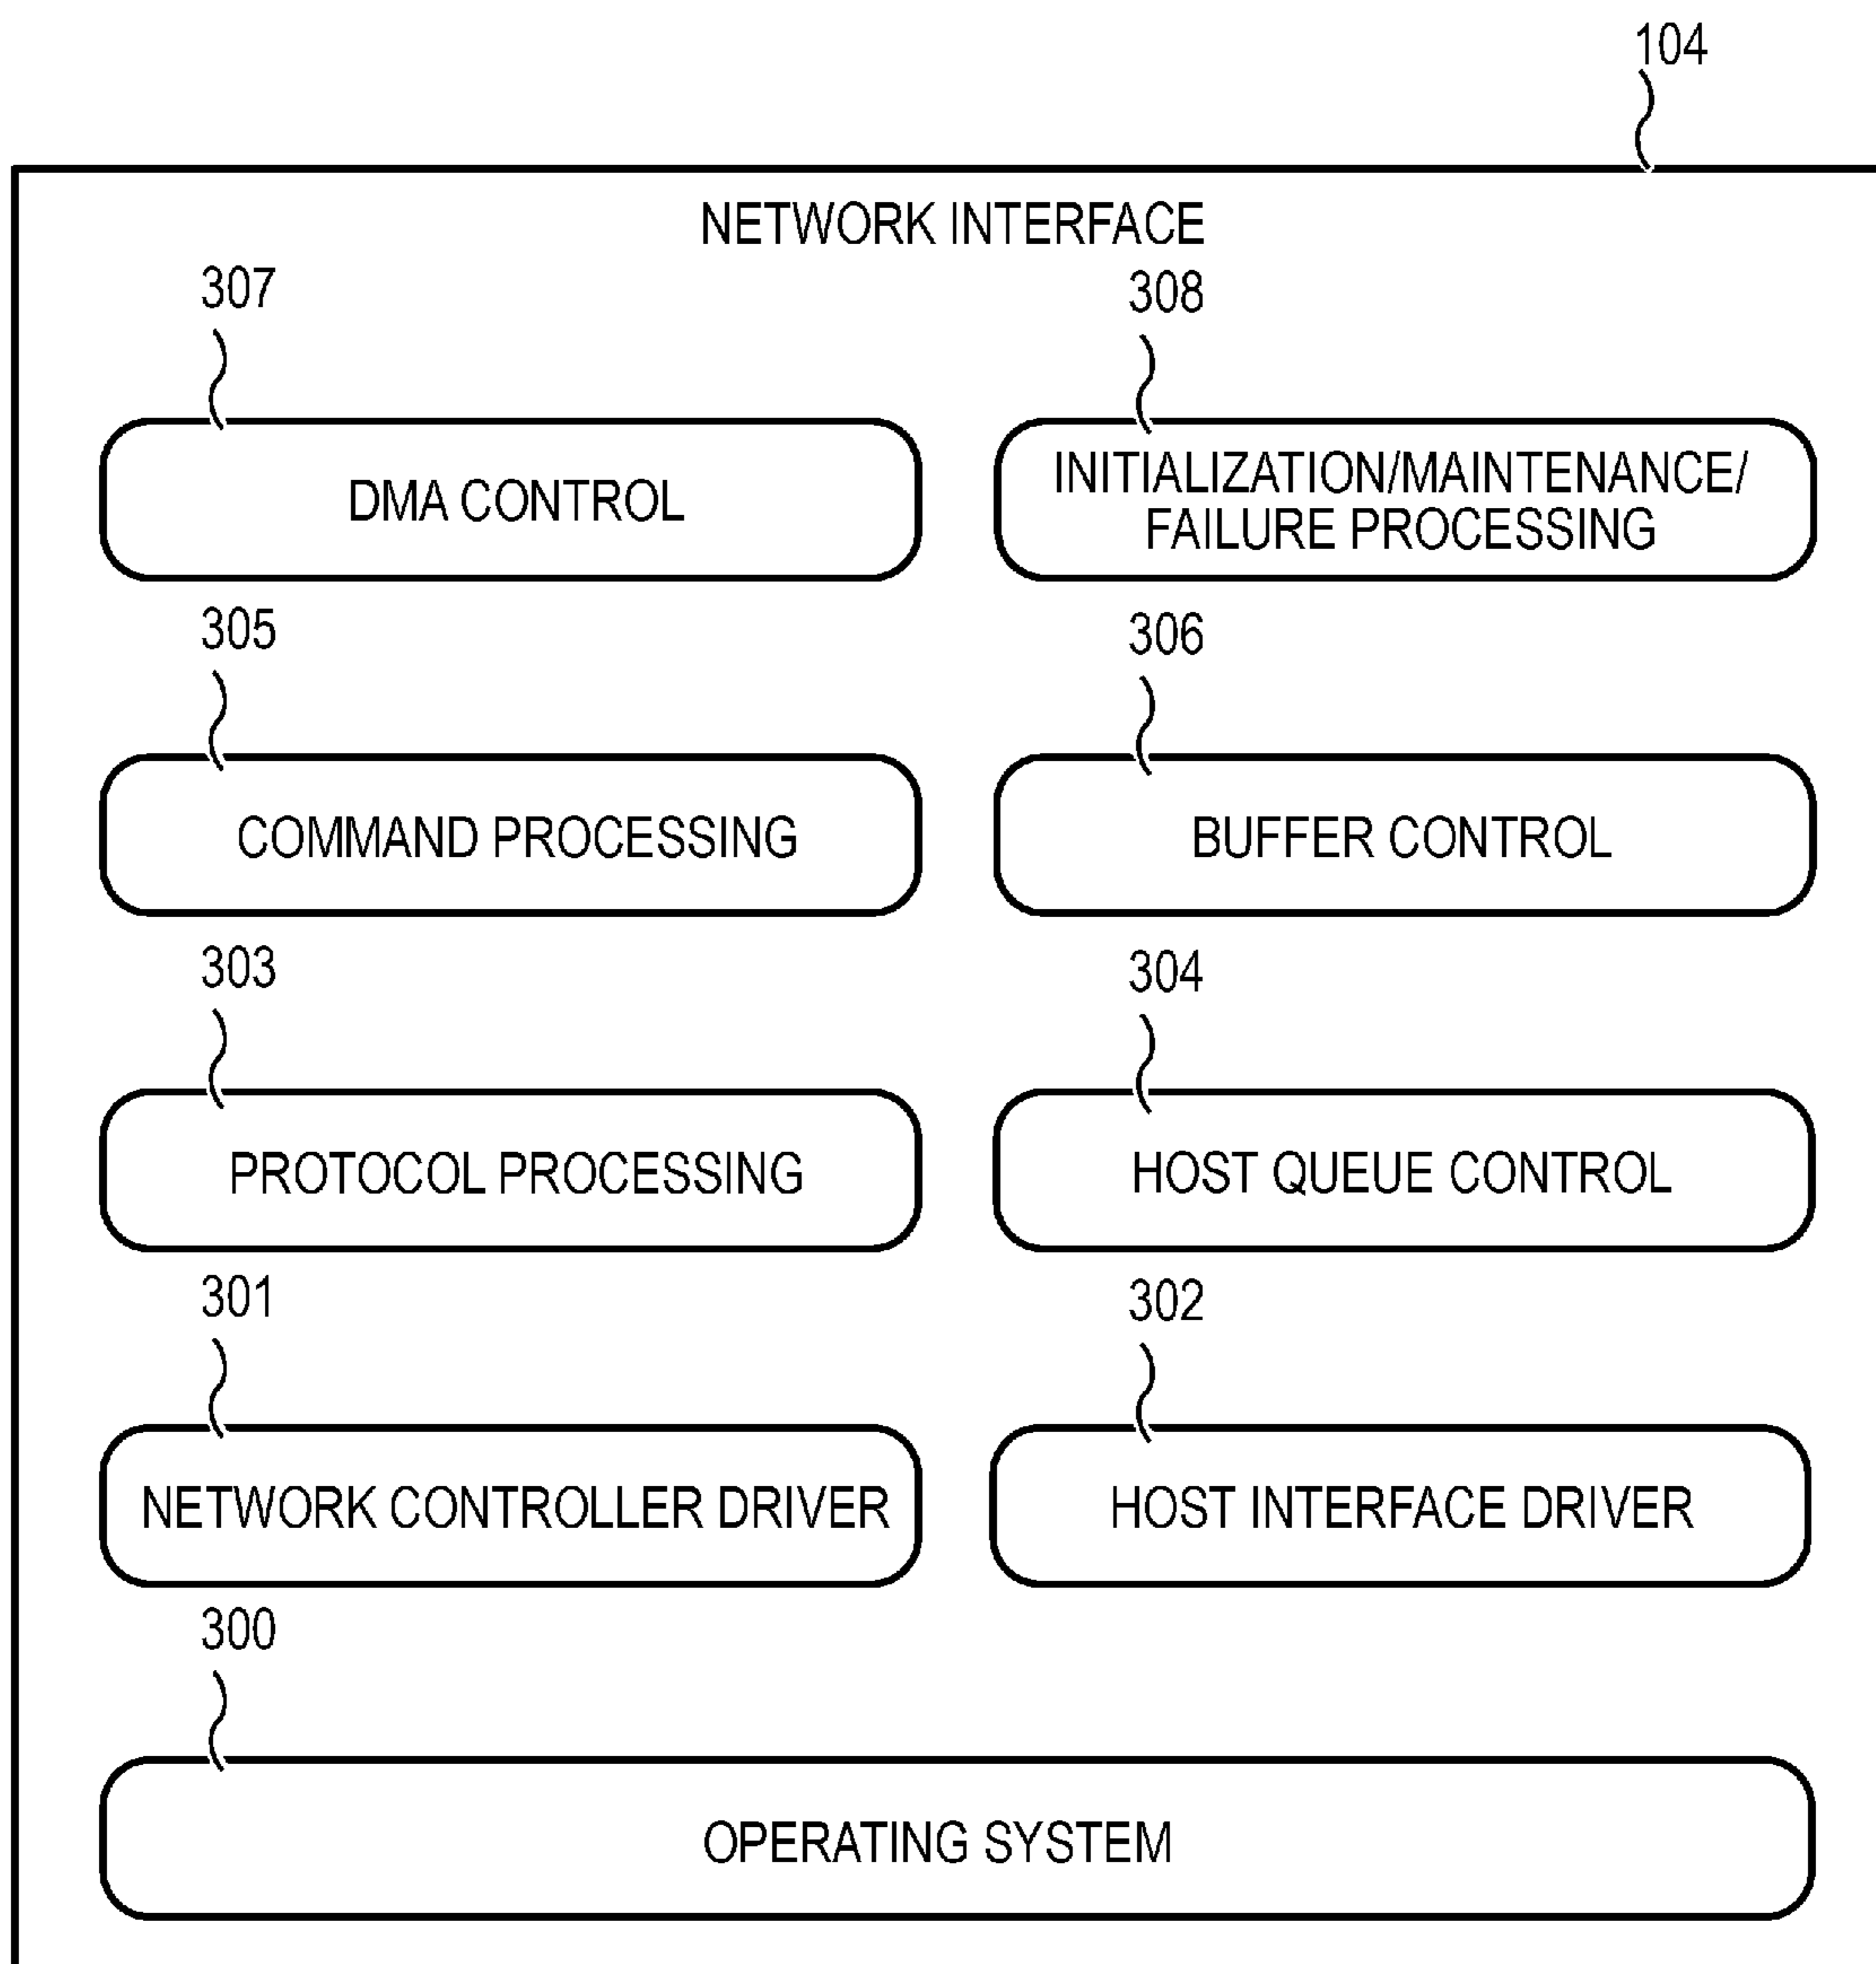 104
NETWORK INTERFACE
307
308
DMA CONTROL
INITIALIZATION/MAINTENANCE/
FAILURE PROCESSING
305
306
COMMAND PROCESSING
BUFFER CONTROL
303
304
PROTOCOL PROCESSING
HOST QUEUE CONTROL
301
302
NETWORK CONTROLLER DRIVER
HOST INTERFACE DRIVER
300
OPERATING SYSTEM